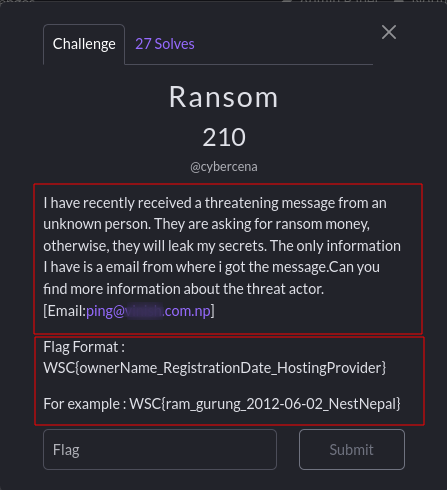 Challenge
27 Solves
Ransom
210
@cybercena
I have recently received a threatening message from an
unknown person. They are asking for ransom money,
otherwise, they will leak my secrets. The only information
I have is a email from where i got the message.Can you
find more information about the threat actor.
[Email:ping@ .com.np]
Flag Format :
WSC{ownerName_RegistrationDate_HostingProvider}
For example : WSC{ram_gurung_2012-06-02_NestNepal}
Flag
Submit